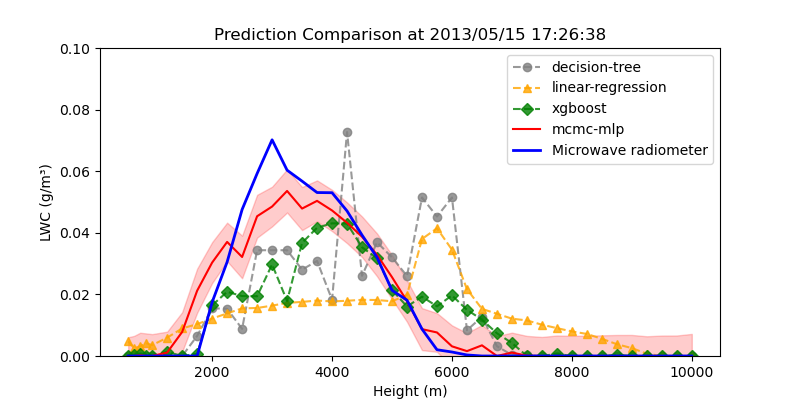 Prediction Comparison at 2013/05/15 17:26:38
0.10
0.08
0.06
0.04
0.02
0.00
LWC (g/m³)
decision-tree
linear-regression
xgboost
mcmc-mlp
Microwave radiometer
2000 4000 6000 8000 10000
Height (m)